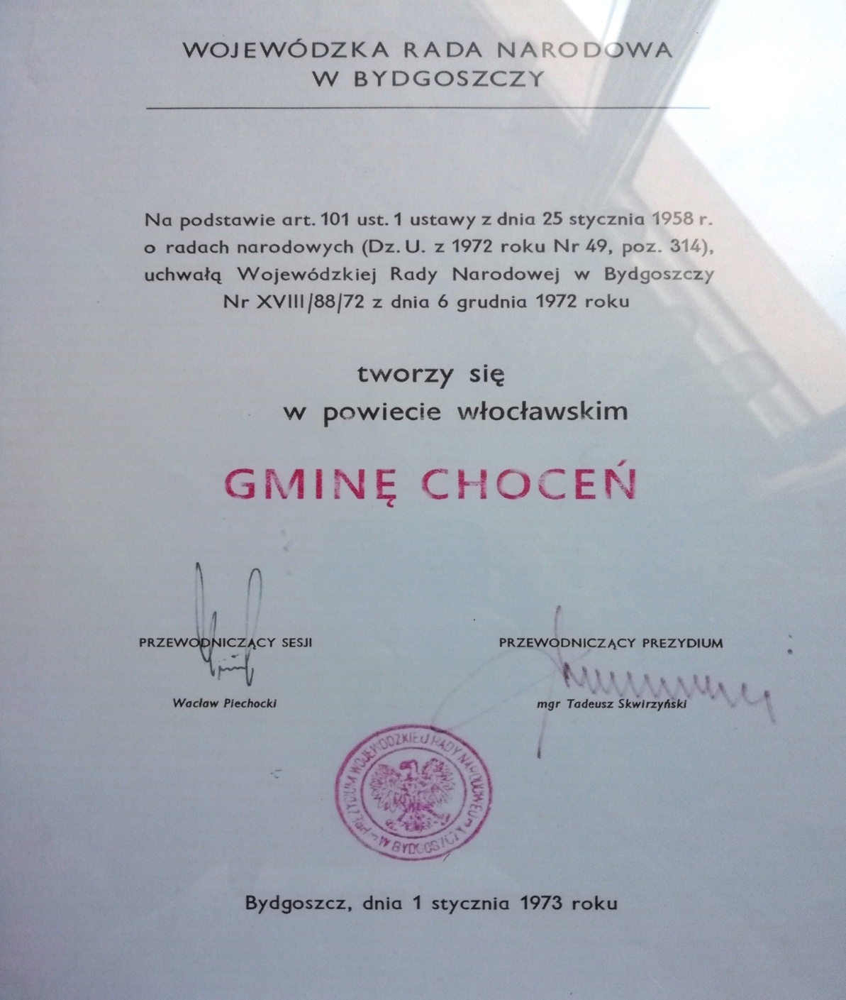 WOJEWÓDZKA RADA NARODOWA
W BYDGOSZCZY
Na podstawie art. 101 ust. 1 ustawy z dnia 25 stycznia 1958 r.
o radach narodowych (Dz. U. z 1972 roku Nr 49, poz. 314),
uchwałą Wojewódzkiej Rady Narodowej w Bydgoszczy
Nr XVIII/88/72 z dnia 6 grudnia 1972 roku
tworzy się
w powiecie włocławskim
GMINĘ CHOCEŃ
PRZEWODNICZĄCY SESJI
Wacław Piechocki
PRZEWODNICZĄCY PREZYDIUM
mgr Tadeusz Skwirzyński
PREZYDIUM WOJEWÓDZKIEJ RADY NARODOWEJ
W BYDGOSZCZY
Bydgoszcz, dnia 1 stycznia 1973 roku